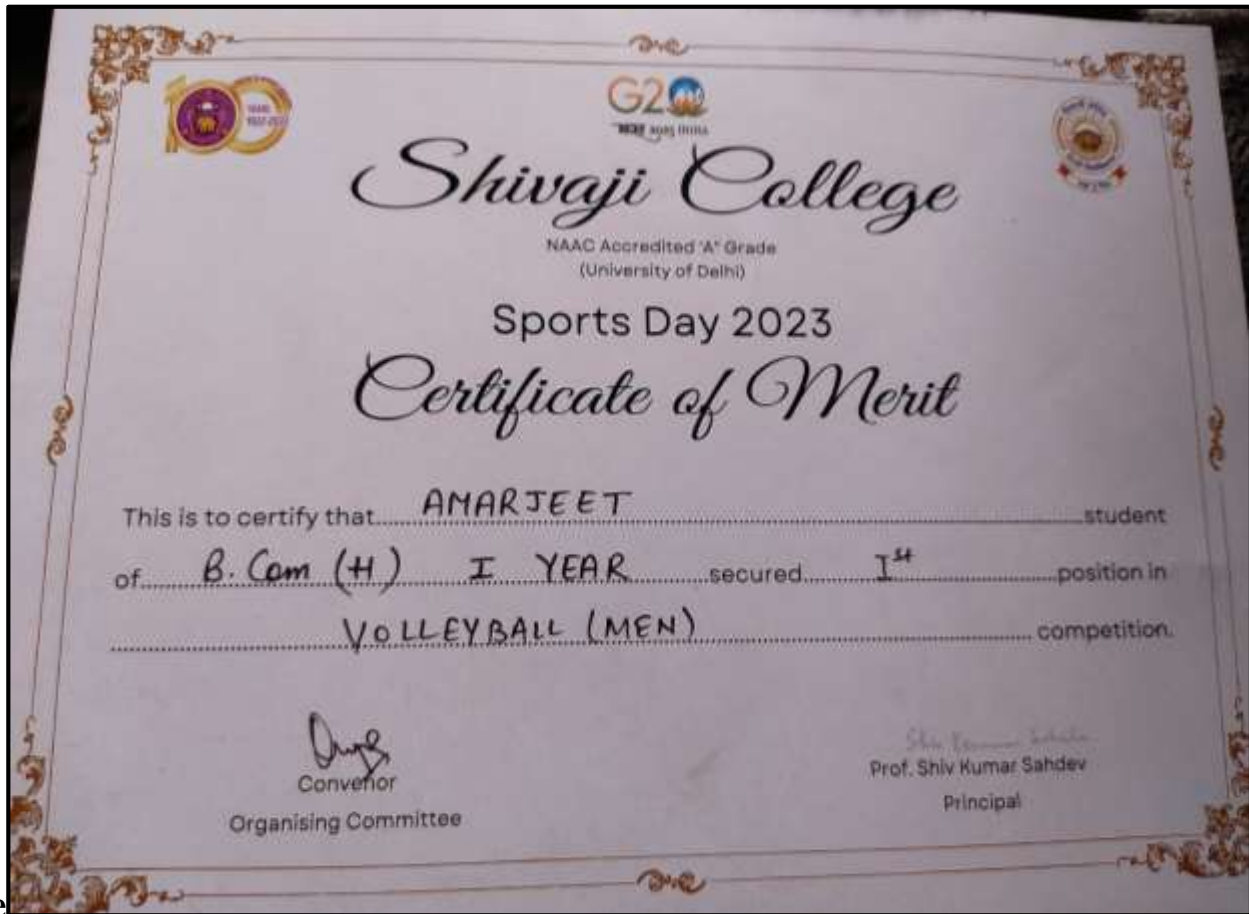 G20
Shivaji College
NAAC Accredited "A" Grade
(University of Delhi)
Sports Day 2023
Certificate of Merit
This is to certify that AMARJEET student
of B. Com (H) I YEAR secured Ist position in
VOLLEYBALL (MEN) competition.
Convenor
Organising Committee
Prof. Shiv Kumar Sahdev
Principal